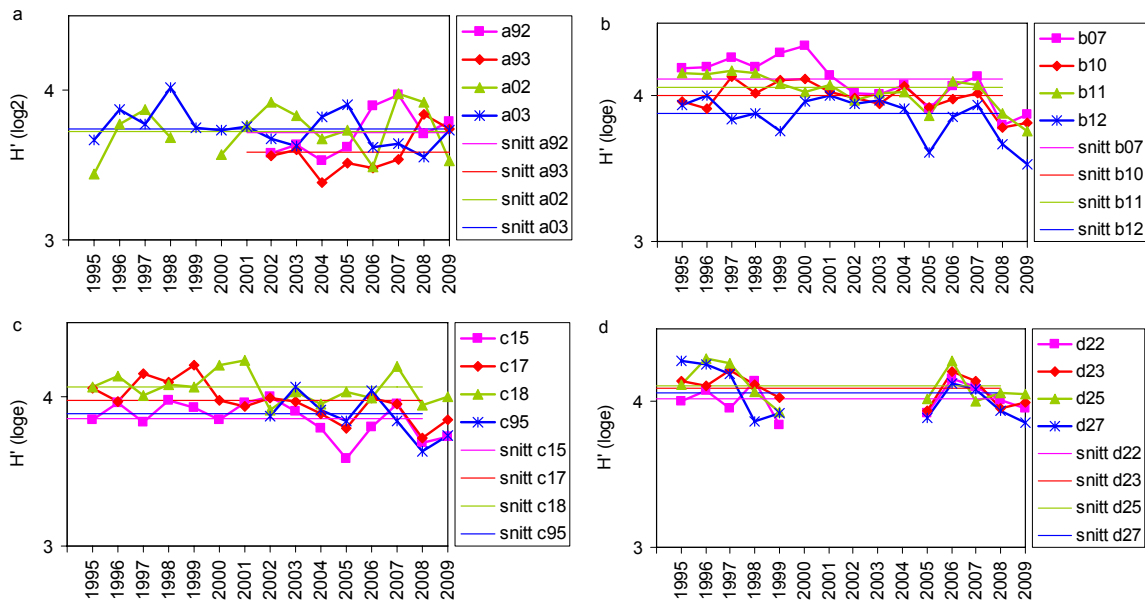 a
H' (log2)
4
3
1995
1996
1997
1998
1999
2000
2001
2002
2003
2004
2005
2006
2007
2008
2009
a92
a93
a02
a03
snitt a92
snitt a93
snitt a02
snitt a03
b
H' (loge)
4
3
1995
1996
1997
1998
1999
2000
2001
2002
2003
2004
2005
2006
2007
2008
2009
b07
b10
b11
b12
snitt b07
snitt b10
snitt b11
snitt b12
c
H' (loge)
4
3
1995
1996
1997
1998
1999
2000
2001
2002
2003
2004
2005
2006
2007
2008
2009
c15
c17
c18
c95
snitt c15
snitt c17
snitt c18
snitt c95
d
H' (loge)
4
3
1995
1996
1997
1998
1999
2000
2001
2002
2003
2004
2005
2006
2007
2008
2009
d22
d23
d25
d27
snitt d22
snitt d23
snitt d25
snitt d27